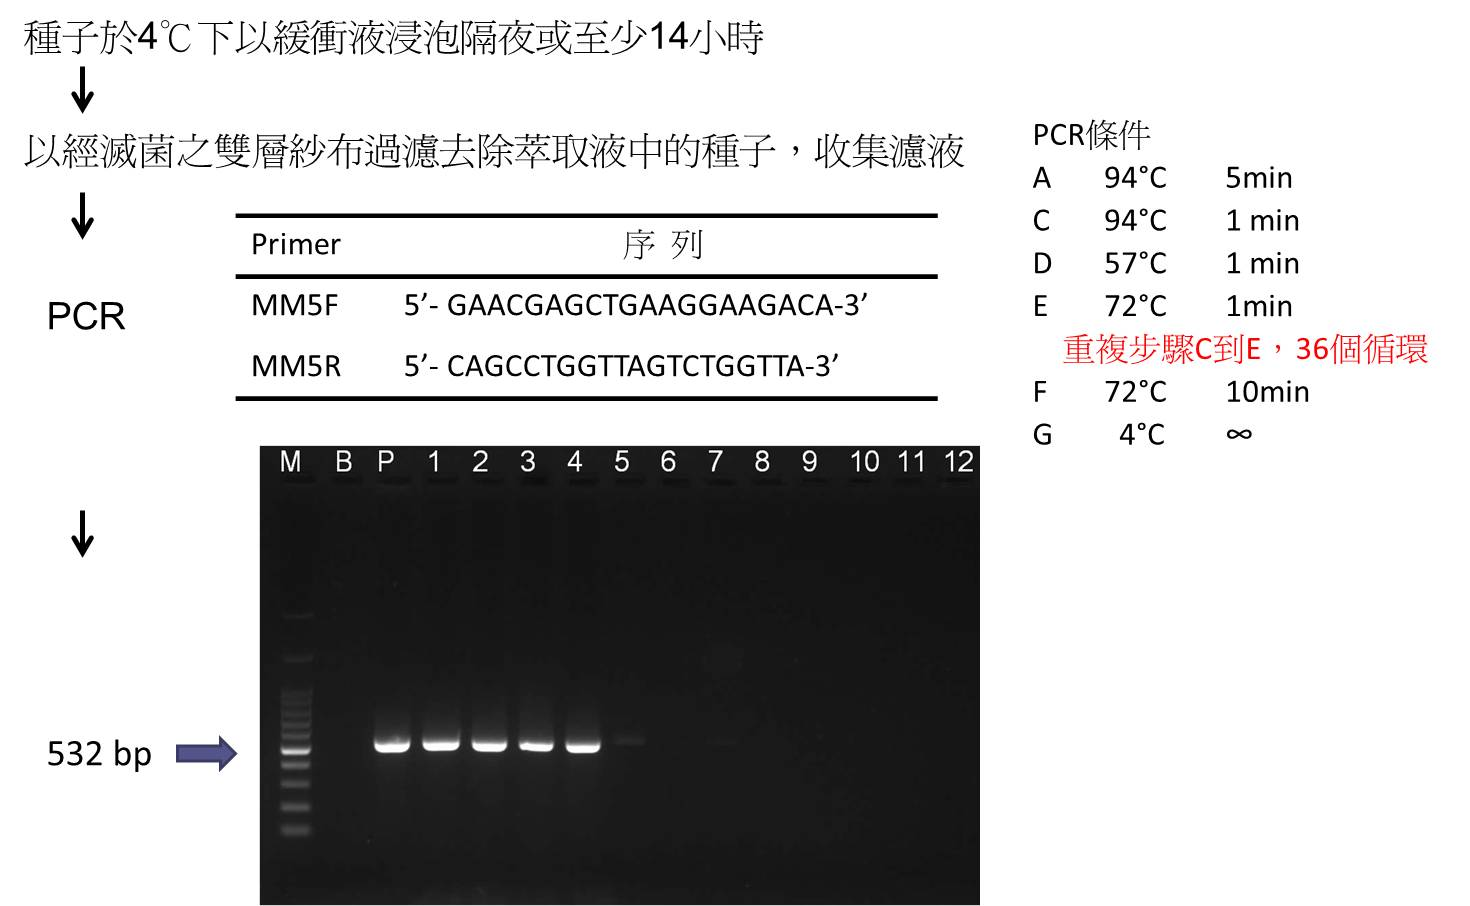 種子於4℃下以緩衝液浸泡隔夜或至少14小時
以經滅菌之雙層紗布過濾去除萃取液中的種子，收集濾液
PCR
Primer 序 列
MM5F 5’- GAACGAGCTGAAGGAAGACA-3’
MM5R 5’- CAGCCTGGTTAGTCTGGTTA-3’
PCR條件
A 94°C 5min
C 94°C 1 min
D 57°C 1 min
E 72°C 1min
重複步驟C到E，36個循環
F 72°C 10min
G 4°C ∞
M B P 1 2 3 4 5 6 7 8 9 10 11 12
532 bp